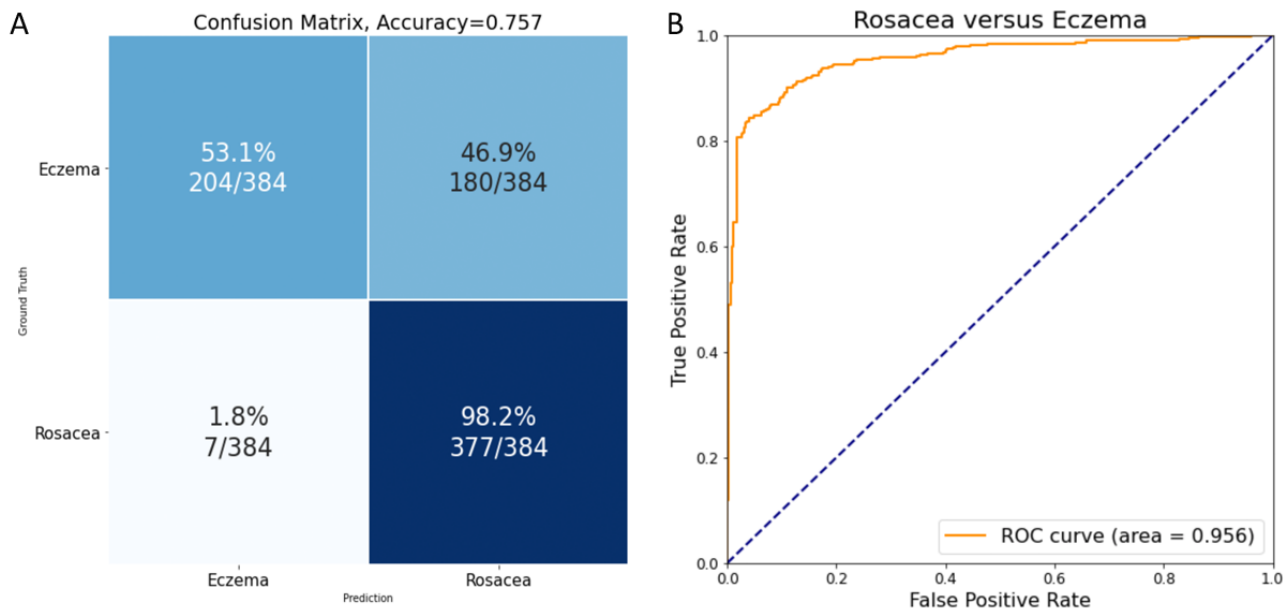 A
Confusion Matrix, Accuracy=0.757
Eczema
53.1%
204/384
46.9%
180/384
Ground Truth
Rosacea
1.8%
7/384
98.2%
377/384
Eczema
Rosacea
Prediction
B
Rosacea versus Eczema
1.0
0.8
0.6
0.4
0.2
0.0
True Positive Rate
ROC curve (area = 0.956)
0.0
0.2
0.4
0.6
0.8
1.0
False Positive Rate